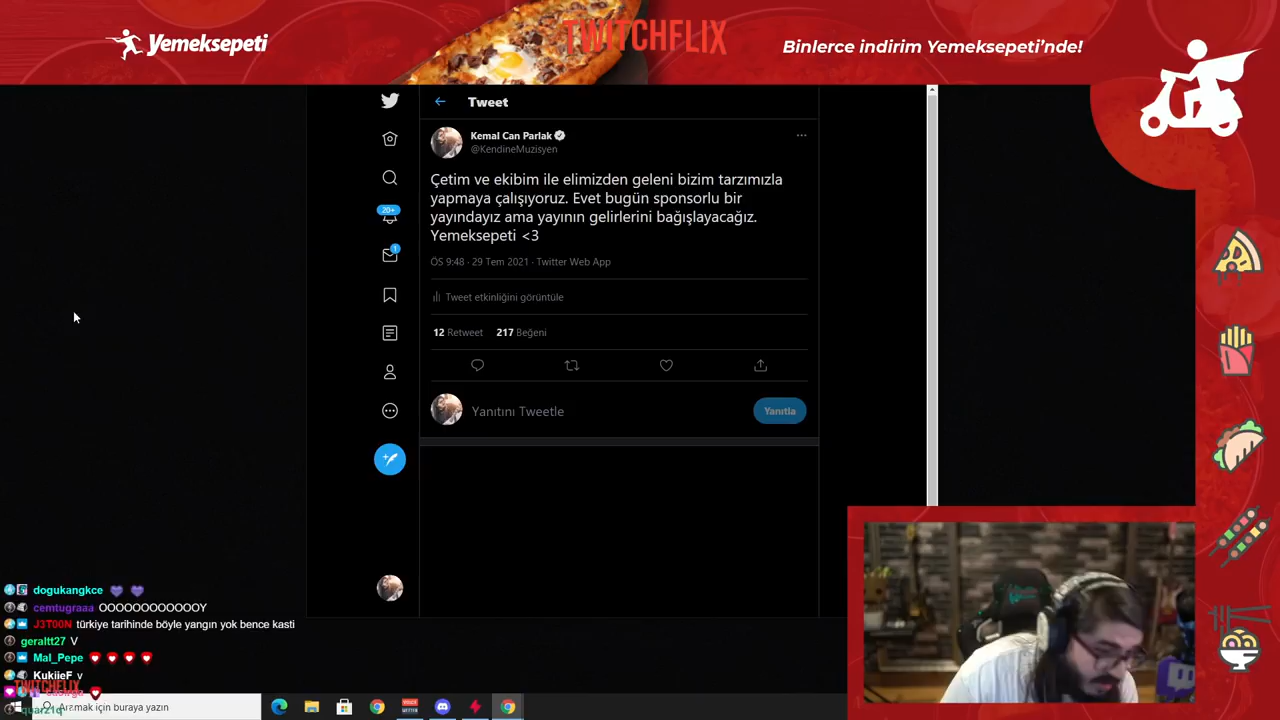 Yemeksepeti
TWITCHFLIX
Binlerce indirim Yemeksepeti'nde!
Tweet
Kemal Can Parlak
@KendineMuzisyen
Çetim ve ekibim ile elimizden geleni bizim tarzımızla
yapmaya çalışıyoruz. Evet bugün sponsorlu bir
yayındayız ama yayının gelirlerini bağışlayacağız.
Yemeksepeti <3
ÖS 9:48 · 29 Tem 2021 · Twitter Web App
Tweet etkinliğini görüntüle
12 Retweet 217 Beğeni
Yanıtını Tweetle
Yanıtla
20+
1
dogukangkce
cemtugraaa OOOOOOOOOOOOY
J3T00N türkiye tarihinde böyle yangın yok bence kasti
geraltt27 V
Mal_Pepe
KukiieF v
TWITCHFLIX
Aramak için buraya yazın